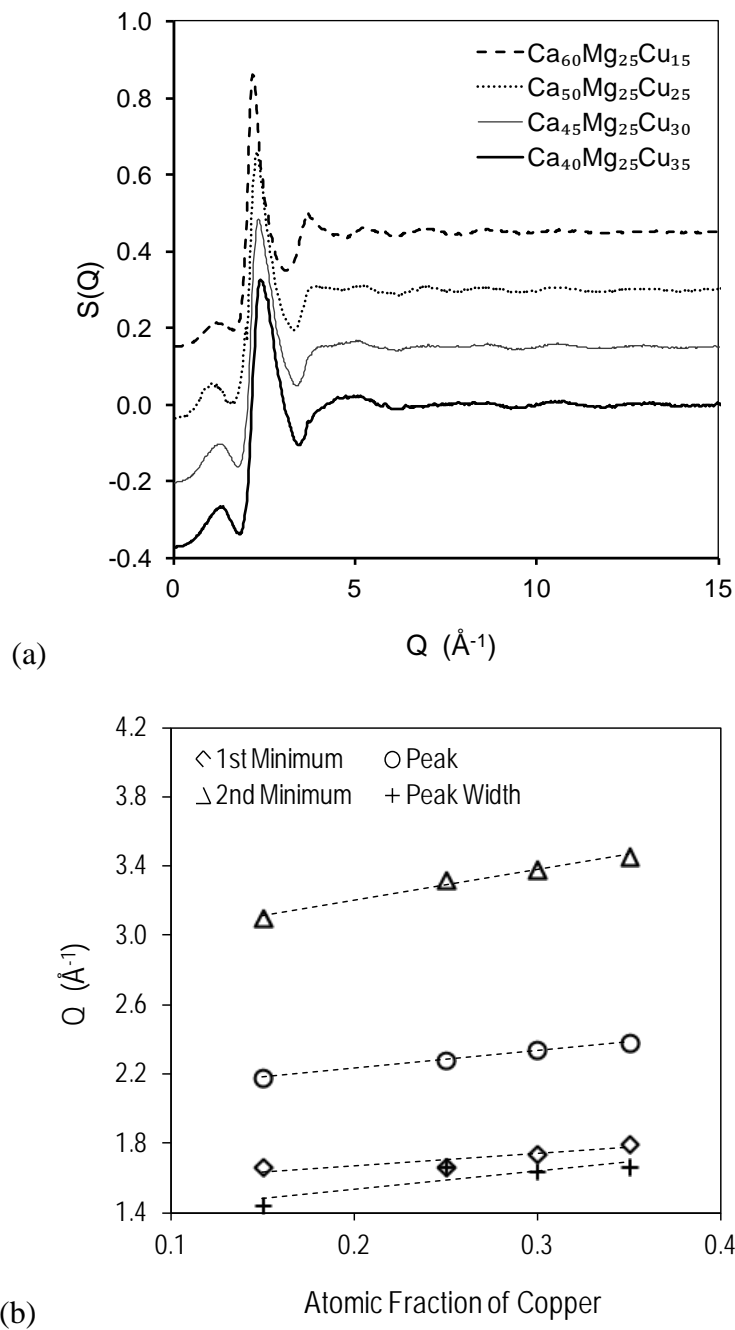 1.0
0.8
0.6
0.4
0.2
0.0
-0.2
-0.4
S(Q)
Ca₆₀Mg₂₅Cu₁₅
Ca₅₀Mg₂₅Cu₂₅
Ca₄₅Mg₂₅Cu₃₀
Ca₄₀Mg₂₅Cu₃₅
0 5 10 15
Q (Å⁻¹)
(a)
4.2
3.8
3.4
3.0
2.6
2.2
1.8
1.4
Q (Å⁻¹)
1st Minimum Peak
2nd Minimum Peak Width
0.1 0.2 0.3 0.4
Atomic Fraction of Copper
(b)